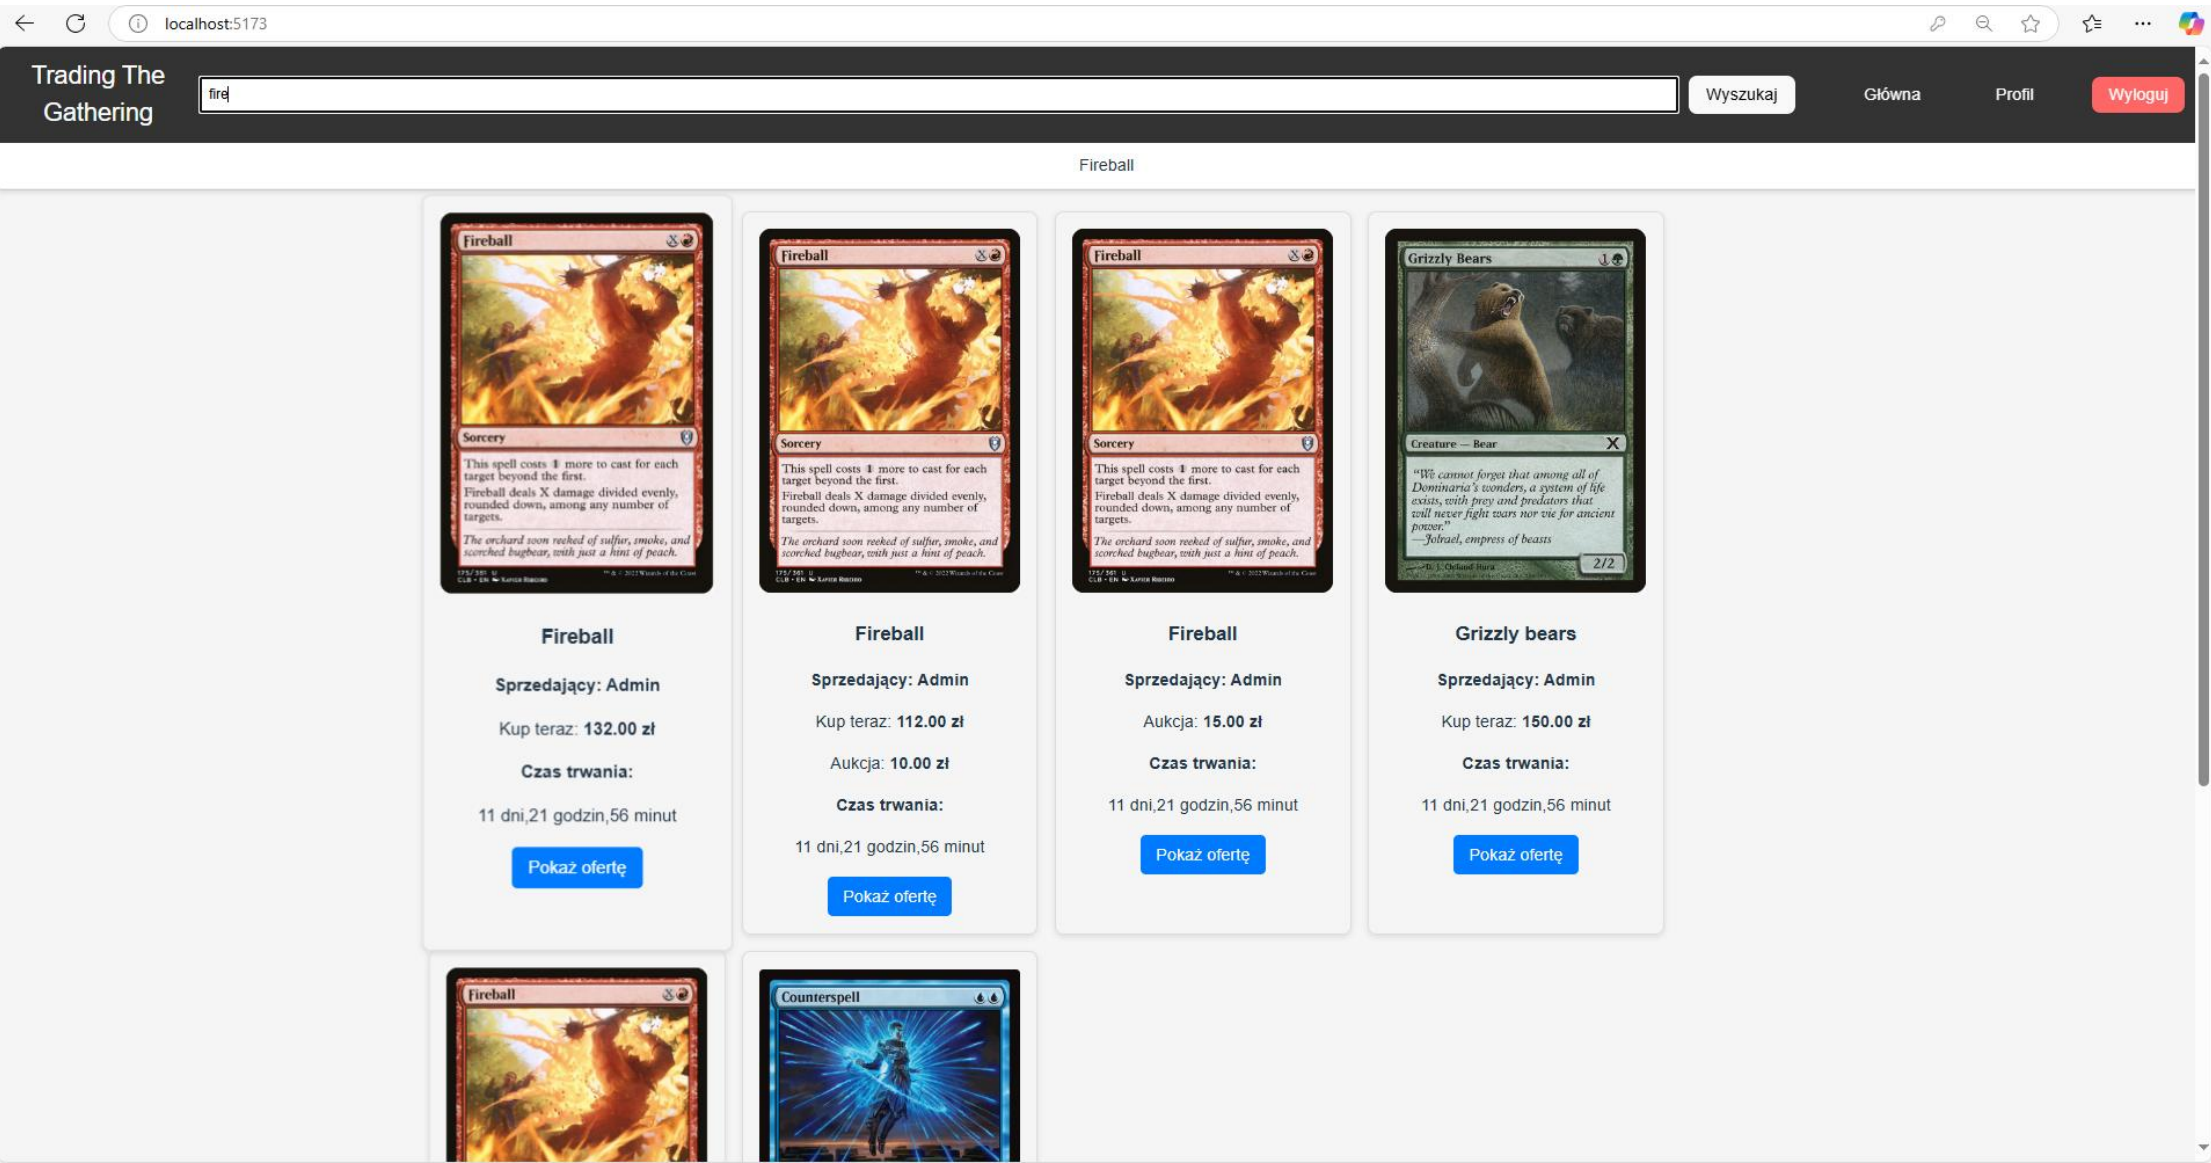 localhost:5173
Trading The
Gathering
fire
Wyszukaj
Główna
Profil
Wyloguj
Fireball
Fireball
Sorcery
This spell costs 1 more to cast for each
target beyond the first.
Fireball deals X damage divided evenly,
rounded down, among any number of
targets.
The orchard soon reeked of sulfur, smoke, and
scorched bugbear, with just a hint of peach.
175/361 U
CLB • EN
Fireball
Sprzedający: Admin
Kup teraz: 132.00 zł
Czas trwania:
11 dni,21 godzin,56 minut
Pokaż ofertę
Fireball
Sorcery
This spell costs 1 more to cast for each
target beyond the first.
Fireball deals X damage divided evenly,
rounded down, among any number of
targets.
The orchard soon reeked of sulfur, smoke, and
scorched bugbear, with just a hint of peach.
175/361 U
CLB • EN
Fireball
Sprzedający: Admin
Kup teraz: 112.00 zł
Aukcja: 10.00 zł
Czas trwania:
11 dni,21 godzin,56 minut
Pokaż ofertę
Fireball
Sorcery
This spell costs 1 more to cast for each
target beyond the first.
Fireball deals X damage divided evenly,
rounded down, among any number of
targets.
The orchard soon reeked of sulfur, smoke, and
scorched bugbear, with just a hint of peach.
175/361 U
CLB • EN
Fireball
Sprzedający: Admin
Aukcja: 15.00 zł
Czas trwania:
11 dni,21 godzin,56 minut
Pokaż ofertę
Grizzly Bears 1
Creature — Bear
"We cannot forget that among all of
Dominaria's wonders, a system of life
exists, with prey and predators that
will never fight wars nor vie for ancient
power."
—Jolrael, empress of beasts
2/2
Grizzly bears
Sprzedający: Admin
Kup teraz: 150.00 zł
Czas trwania:
11 dni,21 godzin,56 minut
Pokaż ofertę
Fireball
Counterspell